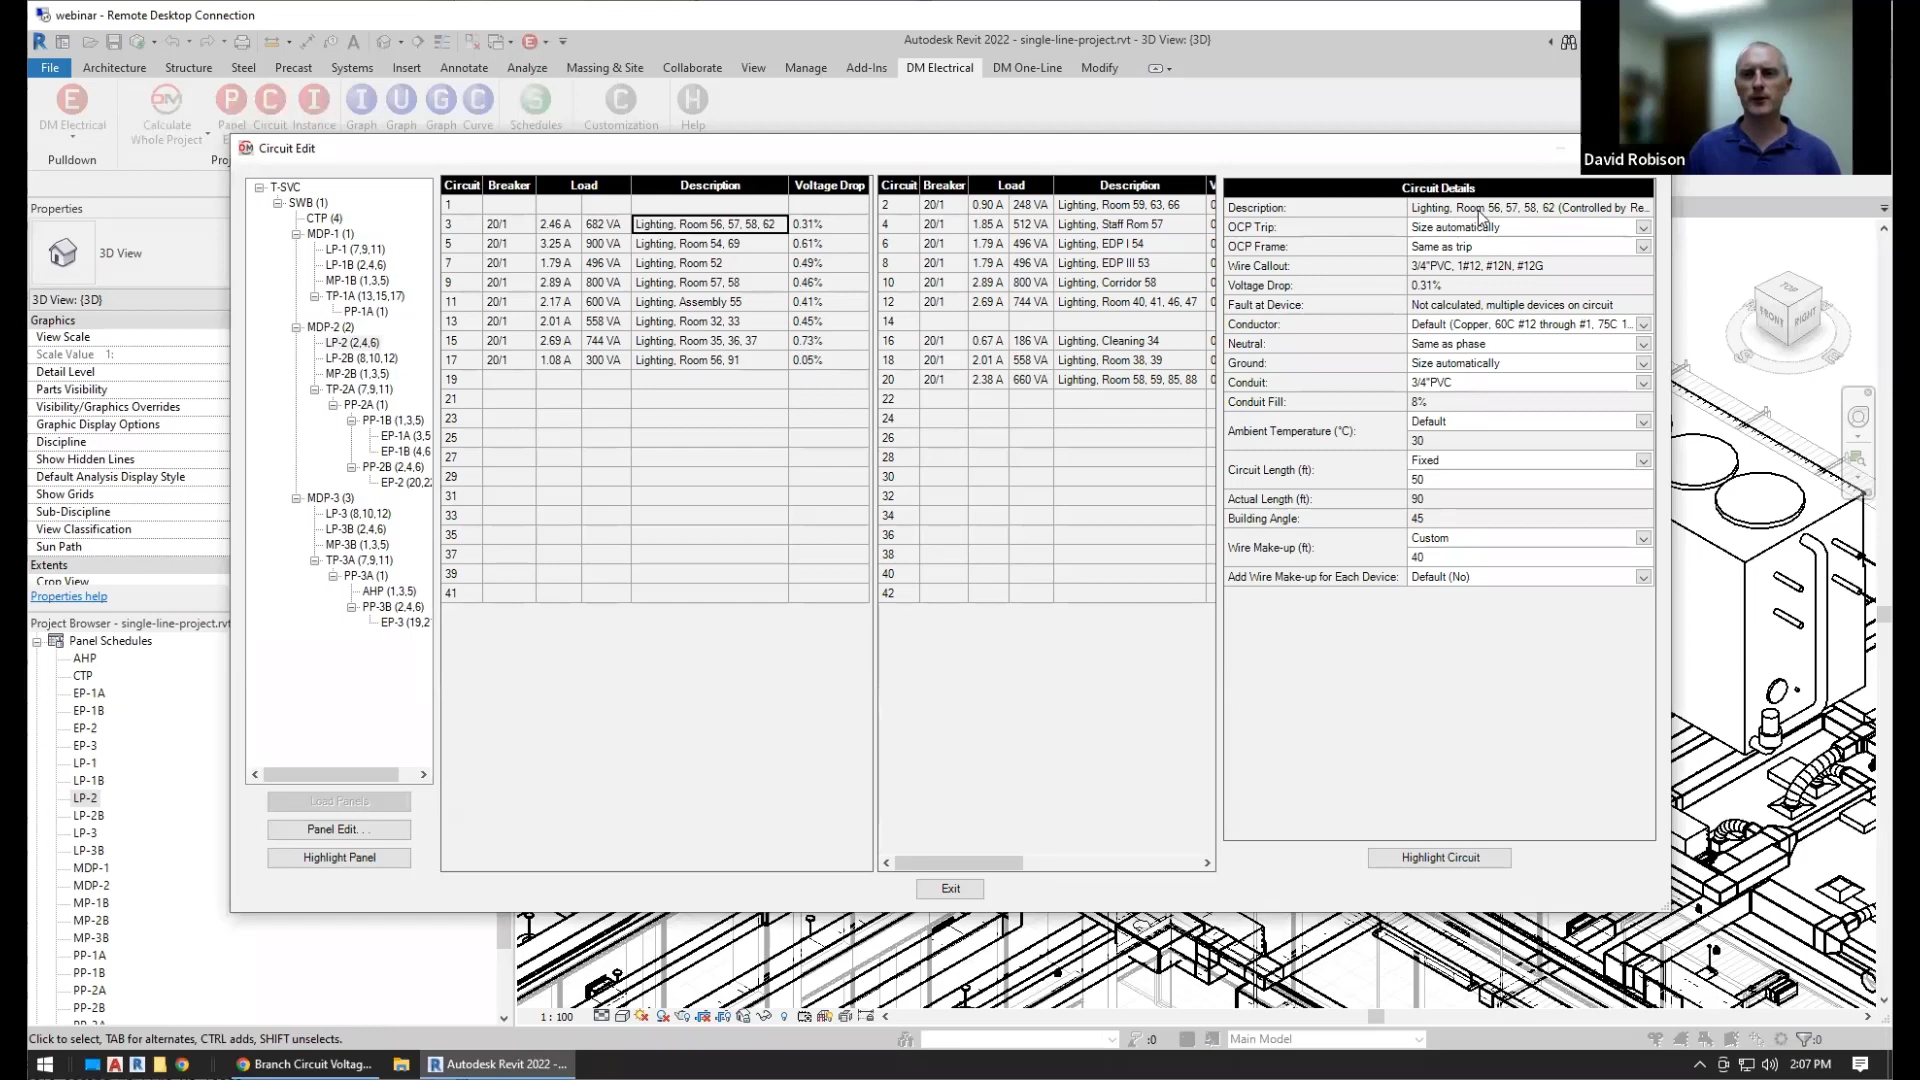 webinar - Remote Desktop Connection
Autodesk Revit 2022 - single-line-project.rvt - 3D View: {3D}
File Architecture Structure Steel Precast Systems Insert Annotate Analyze Massing & Site Collaborate View Manage Add-Ins DM Electrical DM One-Line Modify
DM Electrical
Calculate Whole Project
Panel Circuit Instance Graph Graph Graph Curve Schedules Customization Help
Pulldown
David Robison
Circuit Edit
T-SVC
SWB (1)
CTP (4)
MDP-1 (1)
LP-1 (7,9,11)
LP-1B (2,4,6)
MP-1B (1,3,5)
TP-1A (13,15,17)
PP-1A (1)
MDP-2 (2)
LP-2 (2,4,6)
LP-2B (8,10,12)
MP-2B (1,3,5)
TP-2A (7,9,11)
PP-2A (1)
PP-1B (1,3,5)
EP-1A (3,5
EP-1B (4,6
PP-2B (2,4,6)
EP-2 (20,22
MDP-3 (3)
LP-3 (8,10,12)
LP-3B (2,4,6)
MP-3B (1,3,5)
TP-3A (7,9,11)
PP-3A (1)
AHP (1,3,5)
PP-3B (2,4,6)
EP-3 (19,2
Load Panels
Panel Edit. . .
Highlight Panel
Circuit Breaker Load Description Voltage Drop
1
3 20/1 2.46 A 682 VA Lighting, Room 56, 57, 58, 62 0.31%
5 20/1 3.25 A 900 VA Lighting, Room 54, 69 0.61%
7 20/1 1.79 A 496 VA Lighting, Room 52 0.49%
9 20/1 2.89 A 800 VA Lighting, Room 57, 58 0.46%
11 20/1 2.17 A 600 VA Lighting, Assembly 55 0.41%
13 20/1 2.01 A 558 VA Lighting, Room 32, 33 0.45%
15 20/1 2.69 A 744 VA Lighting, Room 35, 36, 37 0.73%
17 20/1 1.08 A 300 VA Lighting, Room 56, 91 0.05%
19
21
23
25
27
29
31
33
35
37
39
41
Circuit Breaker Load Description
2 20/1 0.90 A 248 VA Lighting, Room 59, 63, 66
4 20/1 1.85 A 512 VA Lighting, Staff Rom 57
6 20/1 1.79 A 496 VA Lighting, EDP I 54
8 20/1 1.79 A 496 VA Lighting, EDP III 53
10 20/1 2.89 A 800 VA Lighting, Corridor 58
12 20/1 2.69 A 744 VA Lighting, Room 40, 41, 46, 47
14
16 20/1 0.67 A 186 VA Lighting, Cleaning 34
18 20/1 2.01 A 558 VA Lighting, Room 38, 39
20 20/1 2.38 A 660 VA Lighting, Room 58, 59, 85, 88
22
24
26
28
30
32
34
36
38
40
42
Exit
Circuit Details
Description: Lighting, Room 56, 57, 58, 62 (Controlled by Re...
OCP Trip: Size automatically
OCP Frame: Same as trip
Wire Callout: 3/4"PVC, 1#12, #12N, #12G
Voltage Drop: 0.31%
Fault at Device: Not calculated, multiple devices on circuit
Conductor: Default (Copper, 60C #12 through #1, 75C 1...
Neutral: Same as phase
Ground: Size automatically
Conduit: 3/4"PVC
Conduit Fill: 8%
Ambient Temperature (°C): Default
30
Circuit Length (ft): Fixed
50
Actual Length (ft): 90
Building Angle: 45
Wire Make-up (ft): Custom
40
Add Wire Make-up for Each Device: Default (No)
Highlight Circuit
TOP
FRONT
RIGHT
Properties
3D View
3D View: {3D}
Graphics
View Scale
Scale Value 1:
Detail Level
Parts Visibility
Visibility/Graphics Overrides
Graphic Display Options
Discipline
Show Hidden Lines
Default Analysis Display Style
Show Grids
Sub-Discipline
View Classification
Sun Path
Extents
Crop View
Properties help
Project Browser - single-line-project.rvt
Panel Schedules
AHP
CTP
EP-1A
EP-1B
EP-2
EP-3
LP-1
LP-1B
LP-2
LP-2B
LP-3
LP-3B
MDP-1
MDP-2
MP-1B
MP-2B
MP-3B
PP-1A
PP-1B
PP-2A
PP-2B
PP-3A
1 : 100
Click to select, TAB for alternates, CTRL adds, SHIFT unselects.
:0
Main Model
:0
Branch Circuit Voltag...
Autodesk Revit 2022 -...
2:07 PM